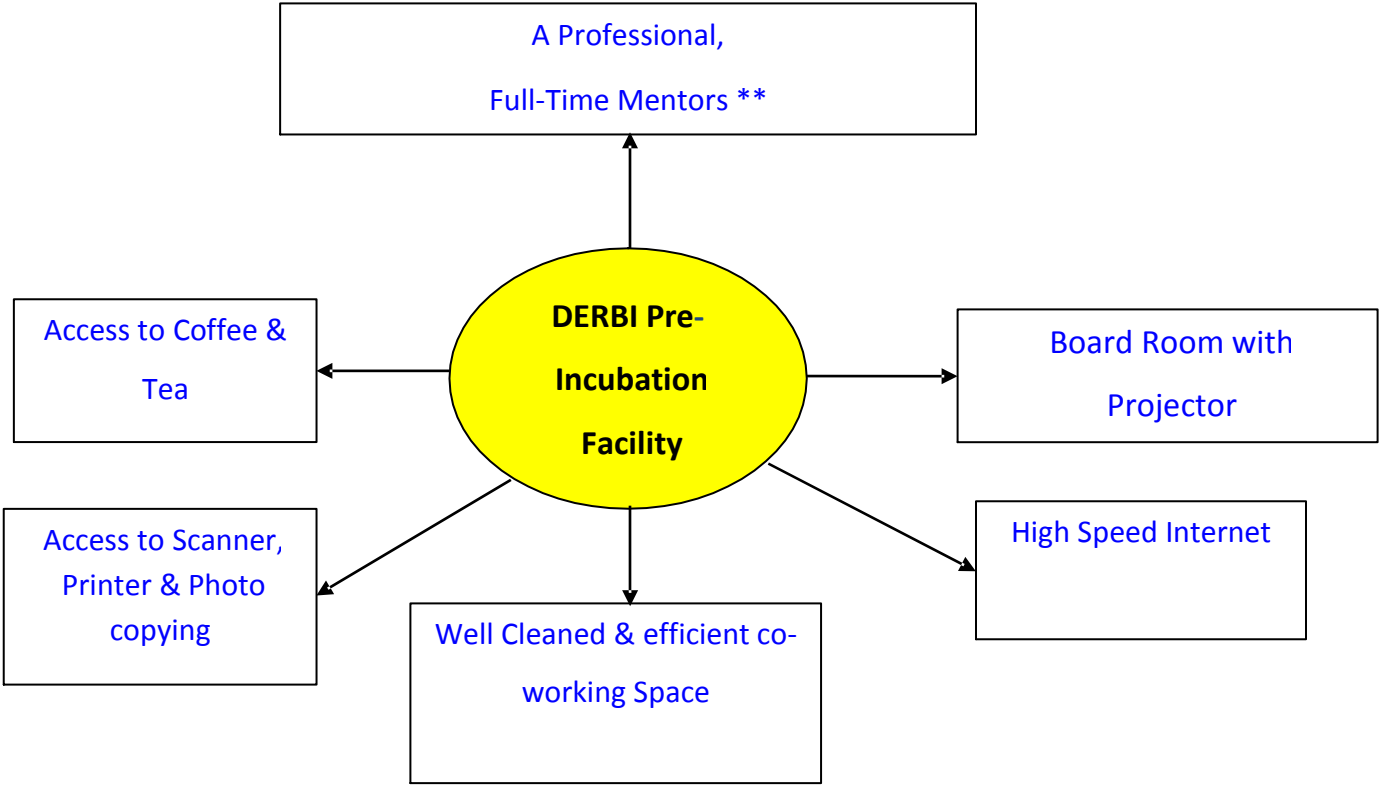 A Professional,
Full-Time Mentors **
DERBI Pre-
Incubation
Facility
Access to Coffee &
Tea
Board Room with
Projector
Access to Scanner,
Printer & Photo
copying
High Speed Internet
Well Cleaned & efficient co-
working Space